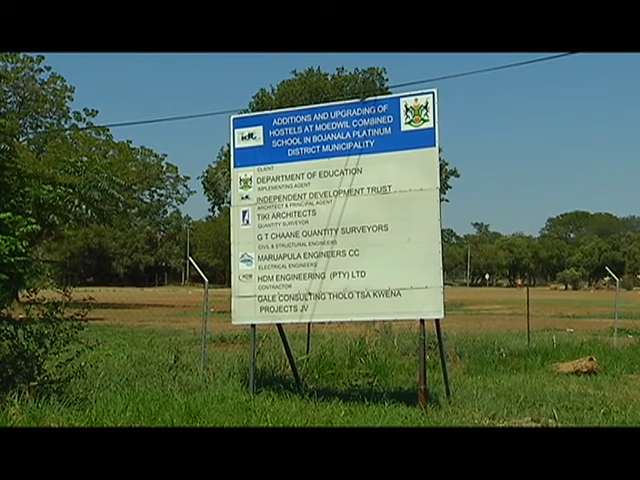 idt
ADDITIONS AND UPGRADING OF
HOSTELS AT MOEDWIL COMBINED
SCHOOL IN BOJANALA PLATINUM
DISTRICT MUNICIPALITY
CLIENT
DEPARTMENT OF EDUCATION
IMPLEMENTING AGENT
INDEPENDENT DEVELOPMENT TRUST
ARCHITECT & PRINCIPAL AGENT
TIKI ARCHITECTS
QUANTITY SURVEYOR
G T CHAANE QUANTITY SURVEYORS
CIVIL & STRUCTURAL ENGINEERS
MARUAPULA ENGINEERS CC
ELECTRICAL ENGINEERS
HDM ENGINEERING (PTY) LTD
CONTRACTOR
GALE CONSULTING THOLO TSA KWENA
PROJECTS JV